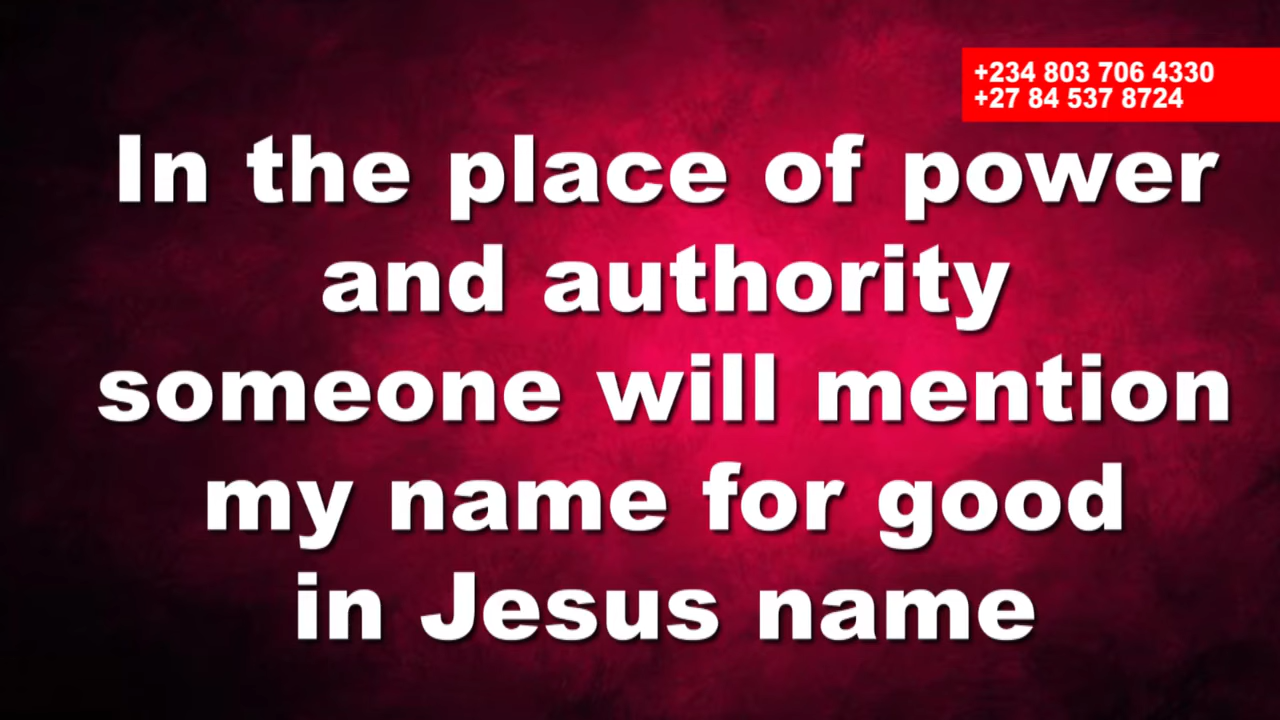 +234 803 706 4330
+27 84 537 8724
In the place of power
and authority
someone will mention
my name for good
in Jesus name